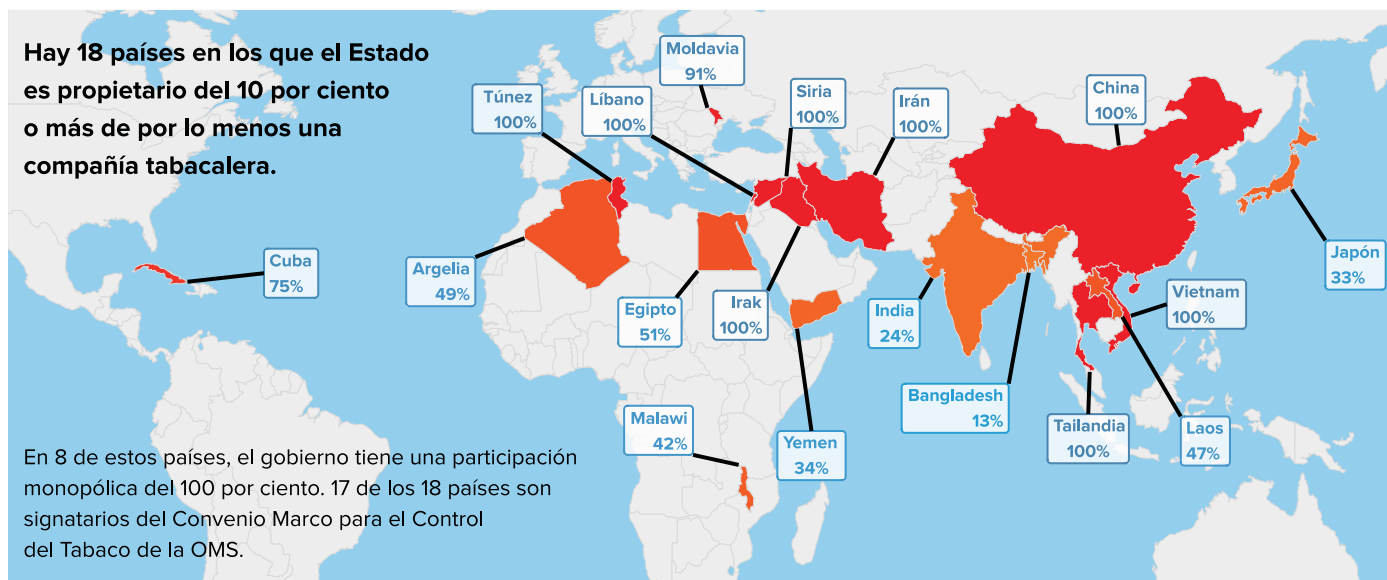 Hay 18 países en los que el Estado
es propietario del 10 por ciento
o más de por lo menos una
compañía tabacalera.
Moldavia
91%
Túnez
100%
Líbano
100%
Siria
100%
Irán
100%
China
100%
Cuba
75%
Argelia
49%
Egipto
51%
Irak
100%
India
24%
Vietnam
100%
Japón
33%
Bangladesh
13%
Malawi
42%
Yemen
34%
Tailandia
100%
Laos
47%
En 8 de estos países, el gobierno tiene una participación
monopólica del 100 por ciento. 17 de los 18 países son
signatarios del Convenio Marco para el Control
del Tabaco de la OMS.